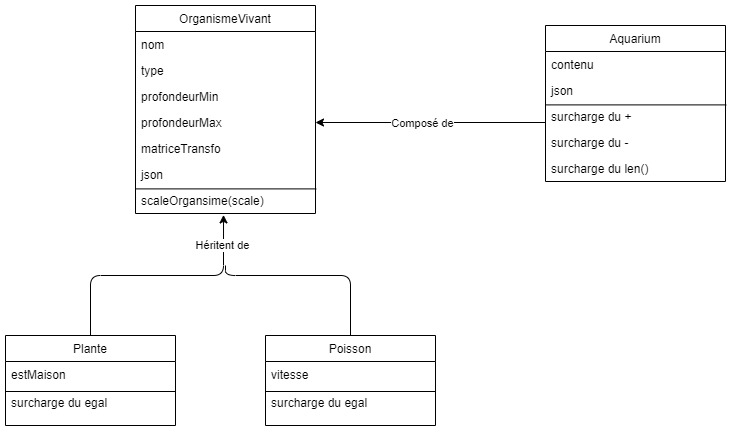 OrganismeVivant
nom
type
profondeurMin
profondeurMax
matriceTransfo
json
scaleOrgansime(scale)
Aquarium
contenu
json
surcharge du +
surcharge du -
surcharge du len()
Composé de
Héritent de
Plante
estMaison
surcharge du egal
Poisson
vitesse
surcharge du egal